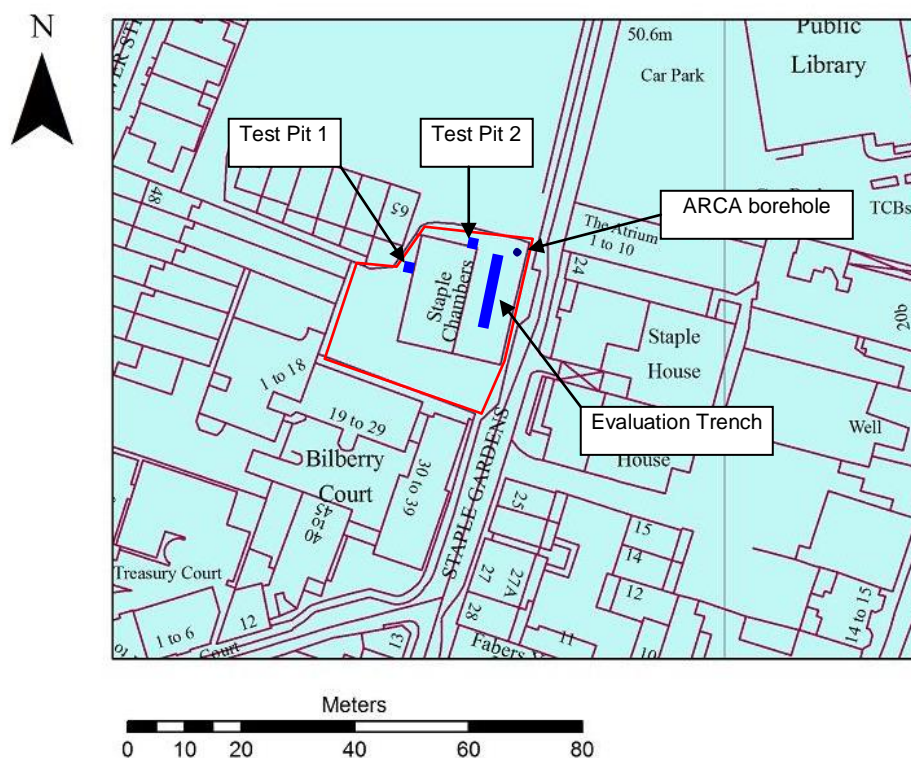 N
50.6m
Public
Library
Car Park
Test Pit 1
Test Pit 2
48
65
ARCA borehole
TCBs
The Atrium
1 to 10
24
Staple
Chambers
20b
Staple
House
1 to 18
19 to 29
Evaluation Trench
Well
House
Bilberry
Court
30 to 39
STAPLE GARDENS
45
40
25
15
14
Treasury Court
27
27A
12
12
28
1 to 6
Court
13
11
10
Fabers
14 to 15
Meters
0 10 20 40 60 80